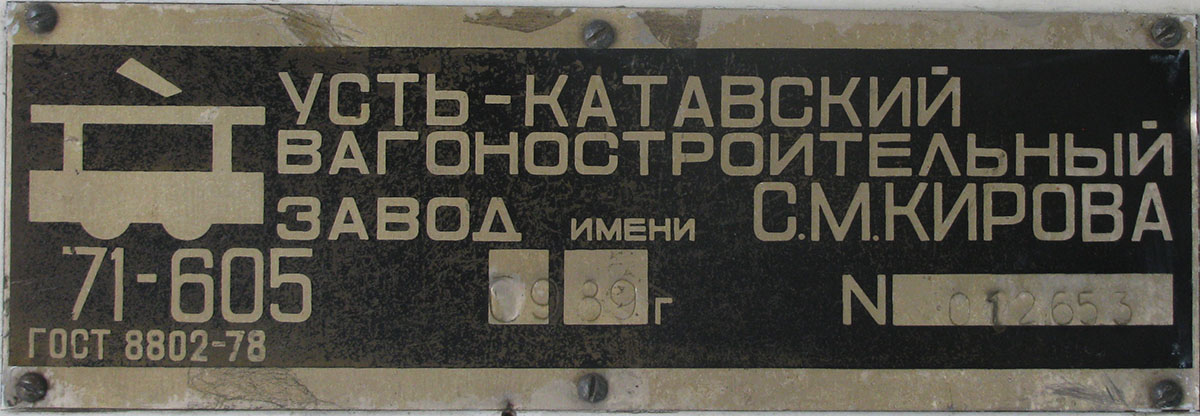 УСТЬ-КАТАВСКИЙ
ВАГОНОСТРОИТЕЛЬНЫЙ
ЗАВОД ИМЕНИ С.М.КИРОВА
71-605 09 89 г N 012653
ГОСТ 8802-78